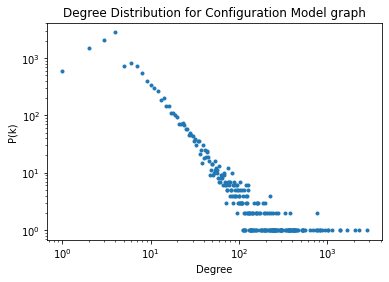 Degree Distribution for Configuration Model graph
P(k)
10³
10²
10¹
10⁰
10⁰ 10¹ 10² 10³
Degree